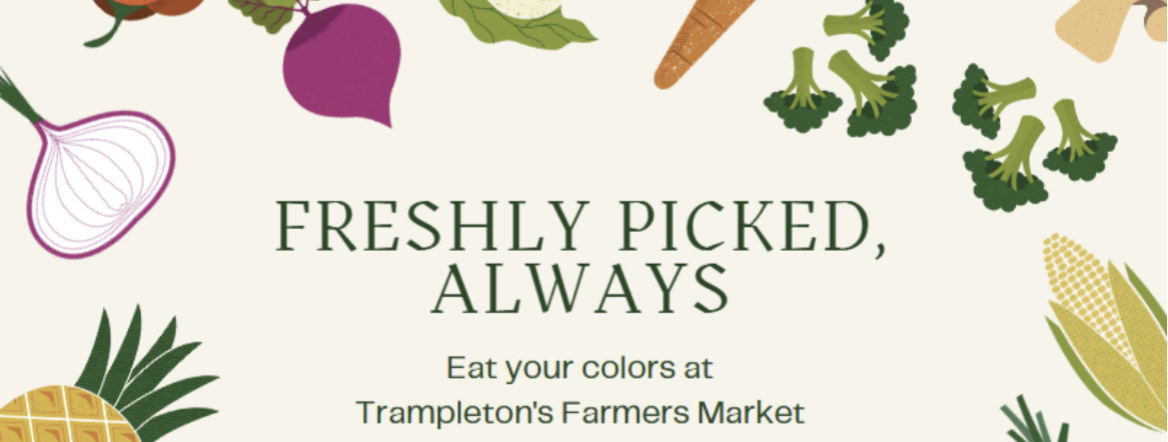 FRESHLY PICKED,
ALWAYS
Eat your colors at
Trampleton's Farmers Market